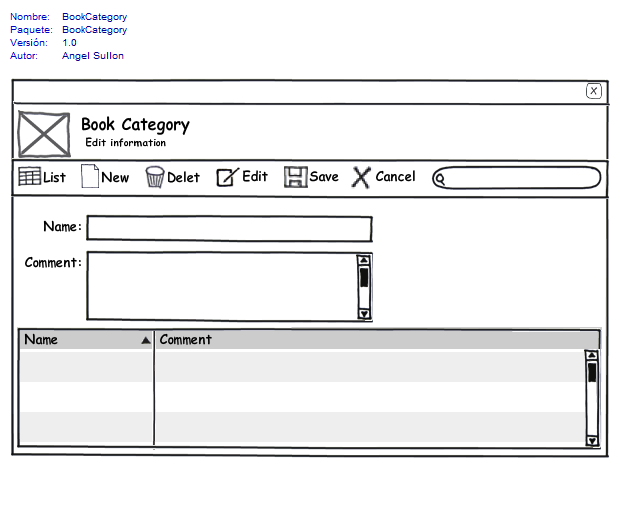 Nombre: BookCategory
Paquete: BookCategory
Versión: 1.0
Autor: Angel Sullon
X
Book Category
Edit information
List New Delet Edit Save Cancel
Name:
Comment:
Name Comment